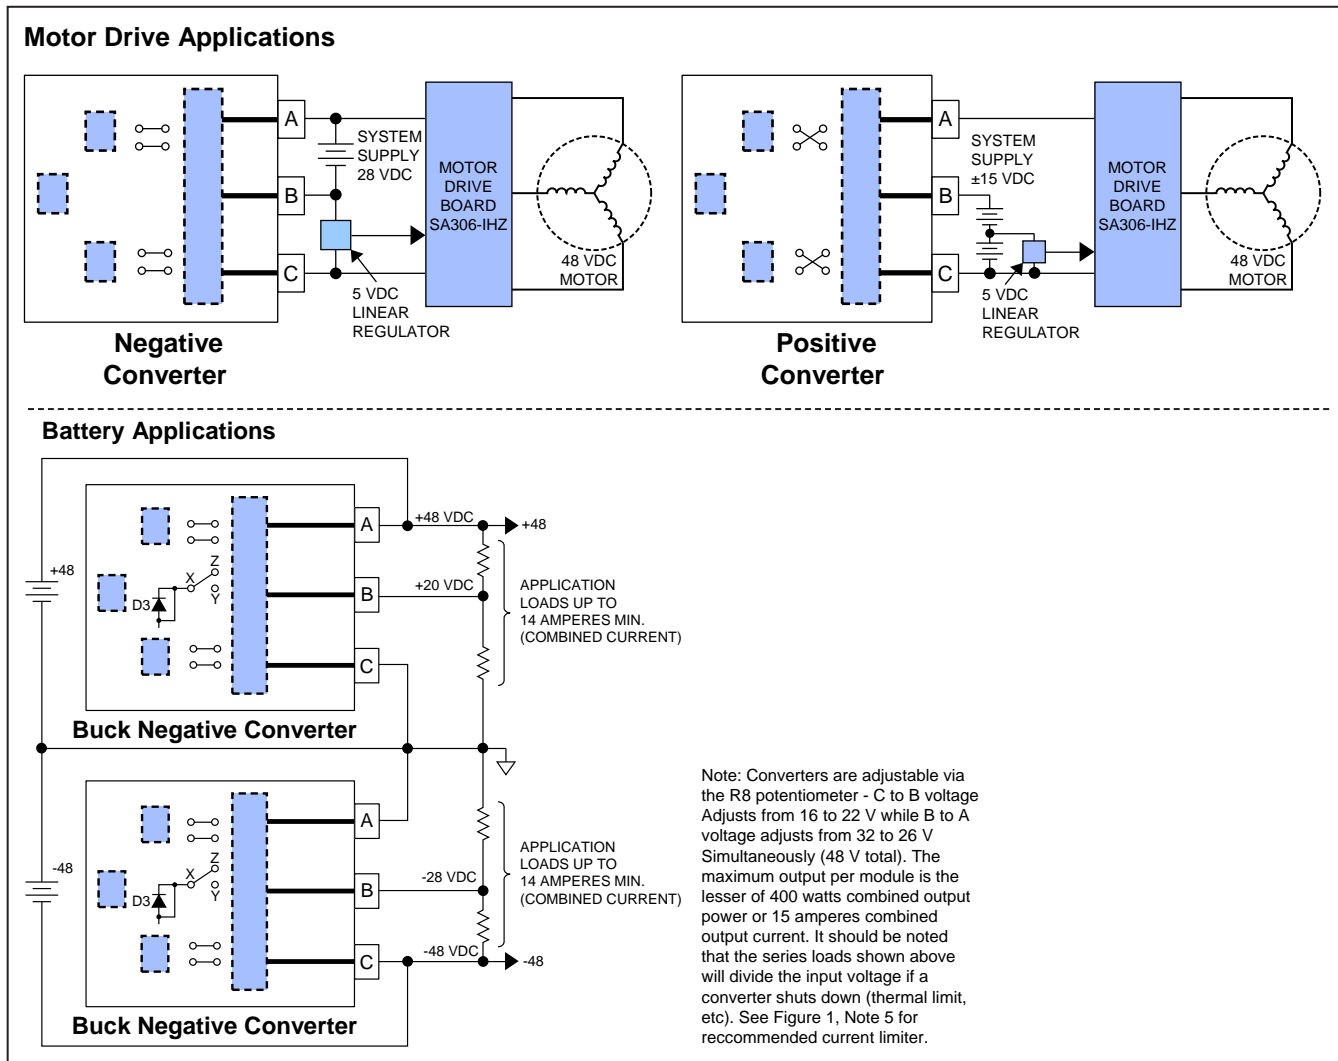 Motor Drive Applications
A
B
C
SYSTEM
SUPPLY
28 VDC
MOTOR
DRIVE
BOARD
SA306-IHZ
48 VDC
MOTOR
5 VDC
LINEAR
REGULATOR
Negative
Converter
A
B
C
SYSTEM
SUPPLY
±15 VDC
MOTOR
DRIVE
BOARD
SA306-IHZ
48 VDC
MOTOR
5 VDC
LINEAR
REGULATOR
Positive
Converter
Battery Applications
+48
D3
X
Z
Y
A
B
C
+48 VDC
+48
+20 VDC
APPLICATION
LOADS UP TO
14 AMPERES MIN.
(COMBINED CURRENT)
Buck Negative Converter
-48
D3
X
Z
Y
A
B
C
-28 VDC
-48 VDC
-48
APPLICATION
LOADS UP TO
14 AMPERES MIN.
(COMBINED CURRENT)
Buck Negative Converter
Note: Converters are adjustable via
the R8 potentiometer - C to B voltage
Adjusts from 16 to 22 V while B to A
voltage adjusts from 32 to 26 V
Simultaneously (48 V total). The
maximum output per module is the
lesser of 400 watts combined output
power or 15 amperes combined
output current. It should be noted
that the series loads shown above
will divide the input voltage if a
converter shuts down (thermal limit,
etc). See Figure 1, Note 5 for
reccommended current limiter.